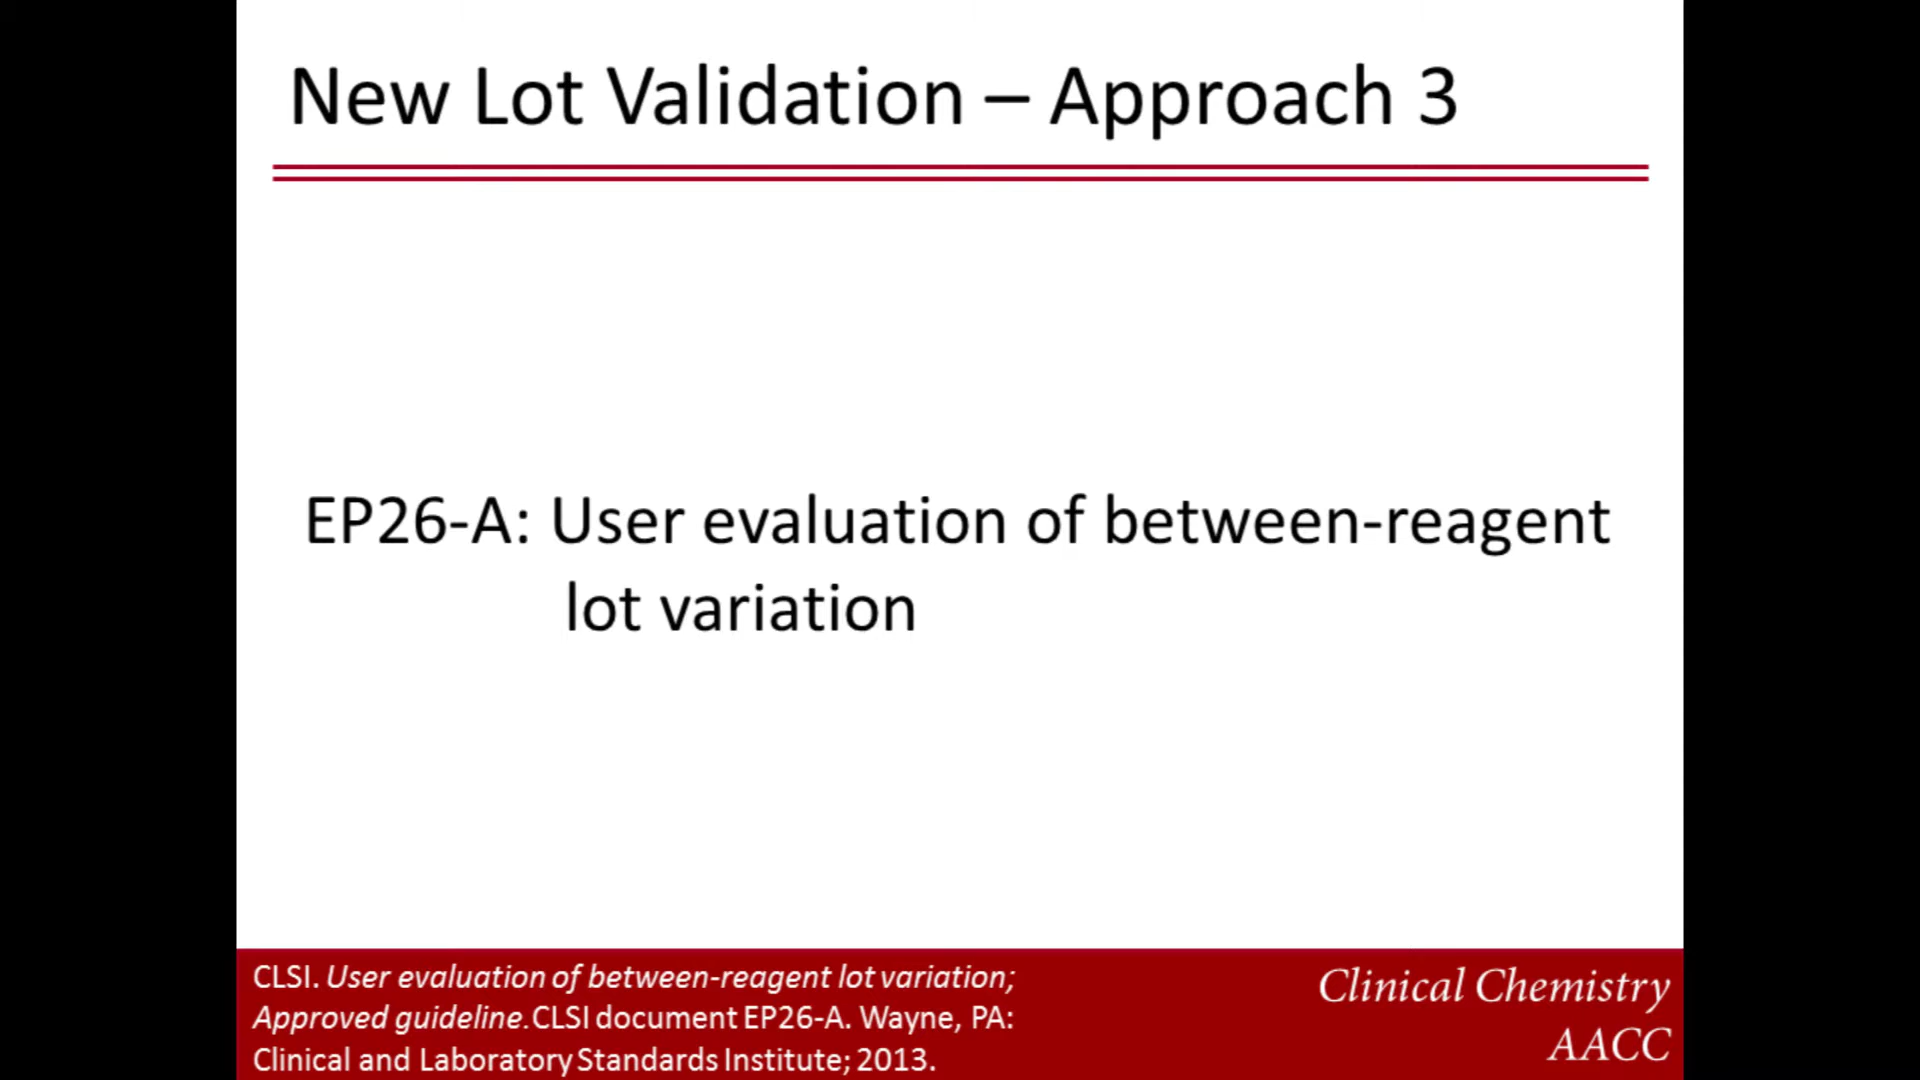 New Lot Validation – Approach 3
EP26-A: User evaluation of between-reagent
lot variation
CLSI. User evaluation of between-reagent lot variation;
Approved guideline.CLSI document EP26-A. Wayne, PA:
Clinical and Laboratory Standards Institute; 2013.
Clinical Chemistry
AACC